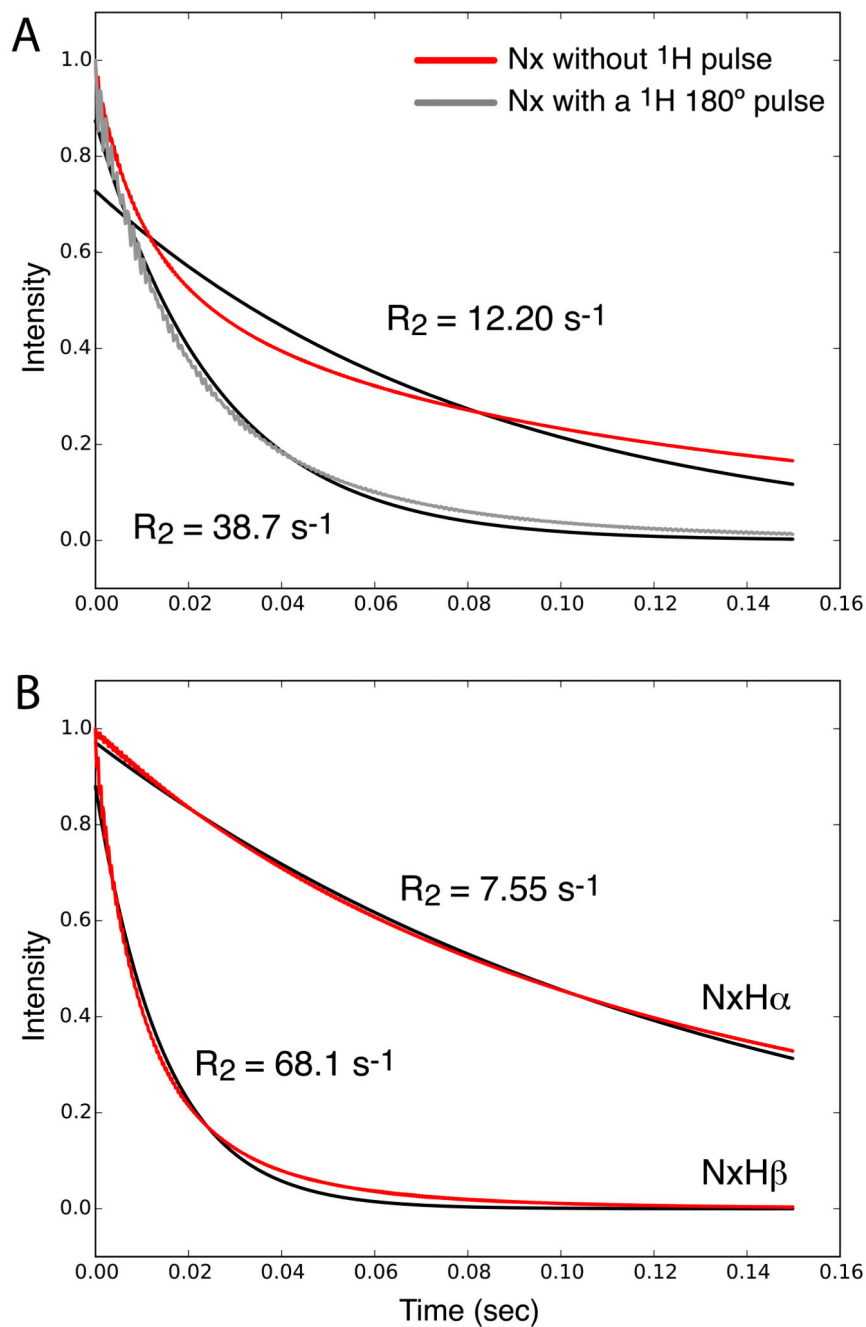 A
Nx without ¹H pulse
Nx with a ¹H 180º pulse
1.0
0.8
0.6
0.4
0.2
0.0
Intensity
R₂ = 12.20 s⁻¹
R₂ = 38.7 s⁻¹
0.00 0.02 0.04 0.06 0.08 0.10 0.12 0.14 0.16
B
1.0
0.8
0.6
0.4
0.2
0.0
Intensity
R₂ = 7.55 s⁻¹
NxHα
R₂ = 68.1 s⁻¹
NxHβ
0.00 0.02 0.04 0.06 0.08 0.10 0.12 0.14 0.16
Time (sec)